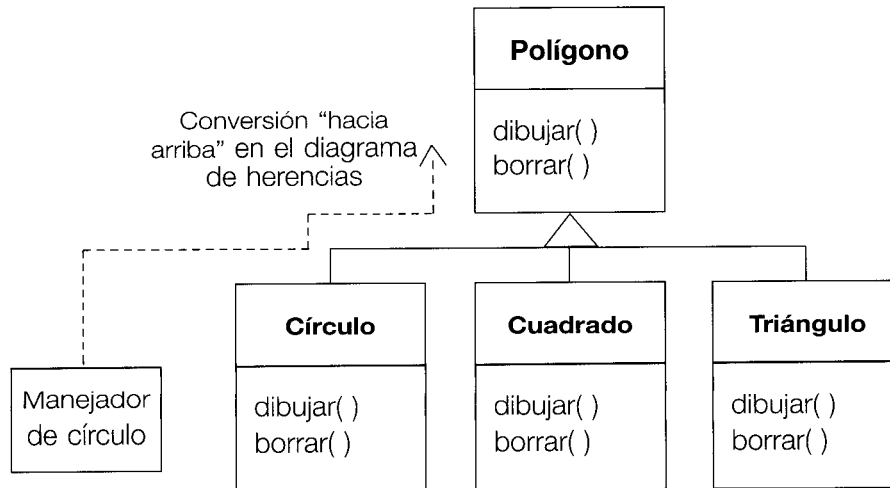 Polígono
dibujar( )
borrar( )
Conversión “hacia
arriba” en el diagrama
de herencias
Círculo
dibujar( )
borrar( )
Cuadrado
dibujar( )
borrar( )
Triángulo
dibujar( )
borrar( )
Manejador
de círculo